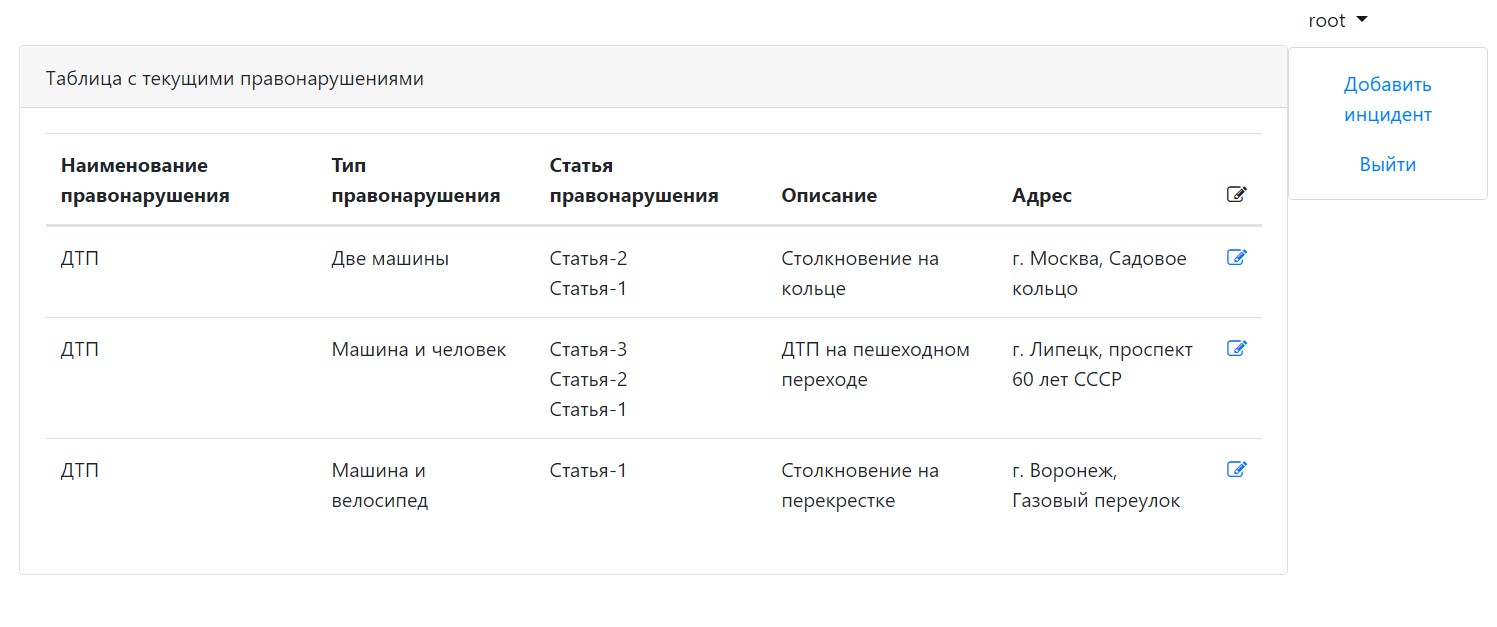 root
Таблица с текущими правонарушениями
Добавить
инцидент
Выйти
Наименование
правонарушения
Тип
правонарушения
Статья
правонарушения
Описание
Адрес
ДТП
Две машины
Статья-2
Статья-1
Столкновение на
кольце
г. Москва, Садовое
кольцо
ДТП
Машина и человек
Статья-3
Статья-2
Статья-1
ДТП на пешеходном
переходе
г. Липецк, проспект
60 лет СССР
ДТП
Машина и
велосипед
Статья-1
Столкновение на
перекрестке
г. Воронеж,
Газовый переулок